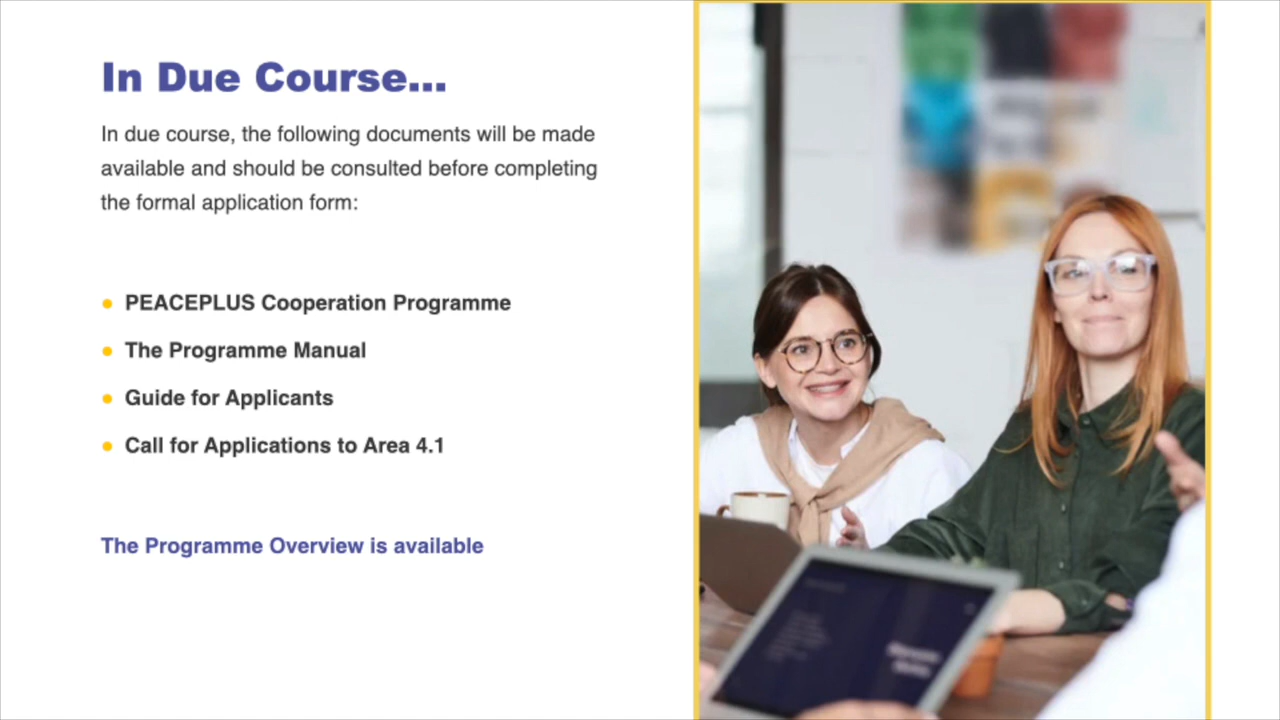 In Due Course...
In due course, the following documents will be made
available and should be consulted before completing
the formal application form:
PEACEPLUS Cooperation Programme
The Programme Manual
Guide for Applicants
Call for Applications to Area 4.1
The Programme Overview is available